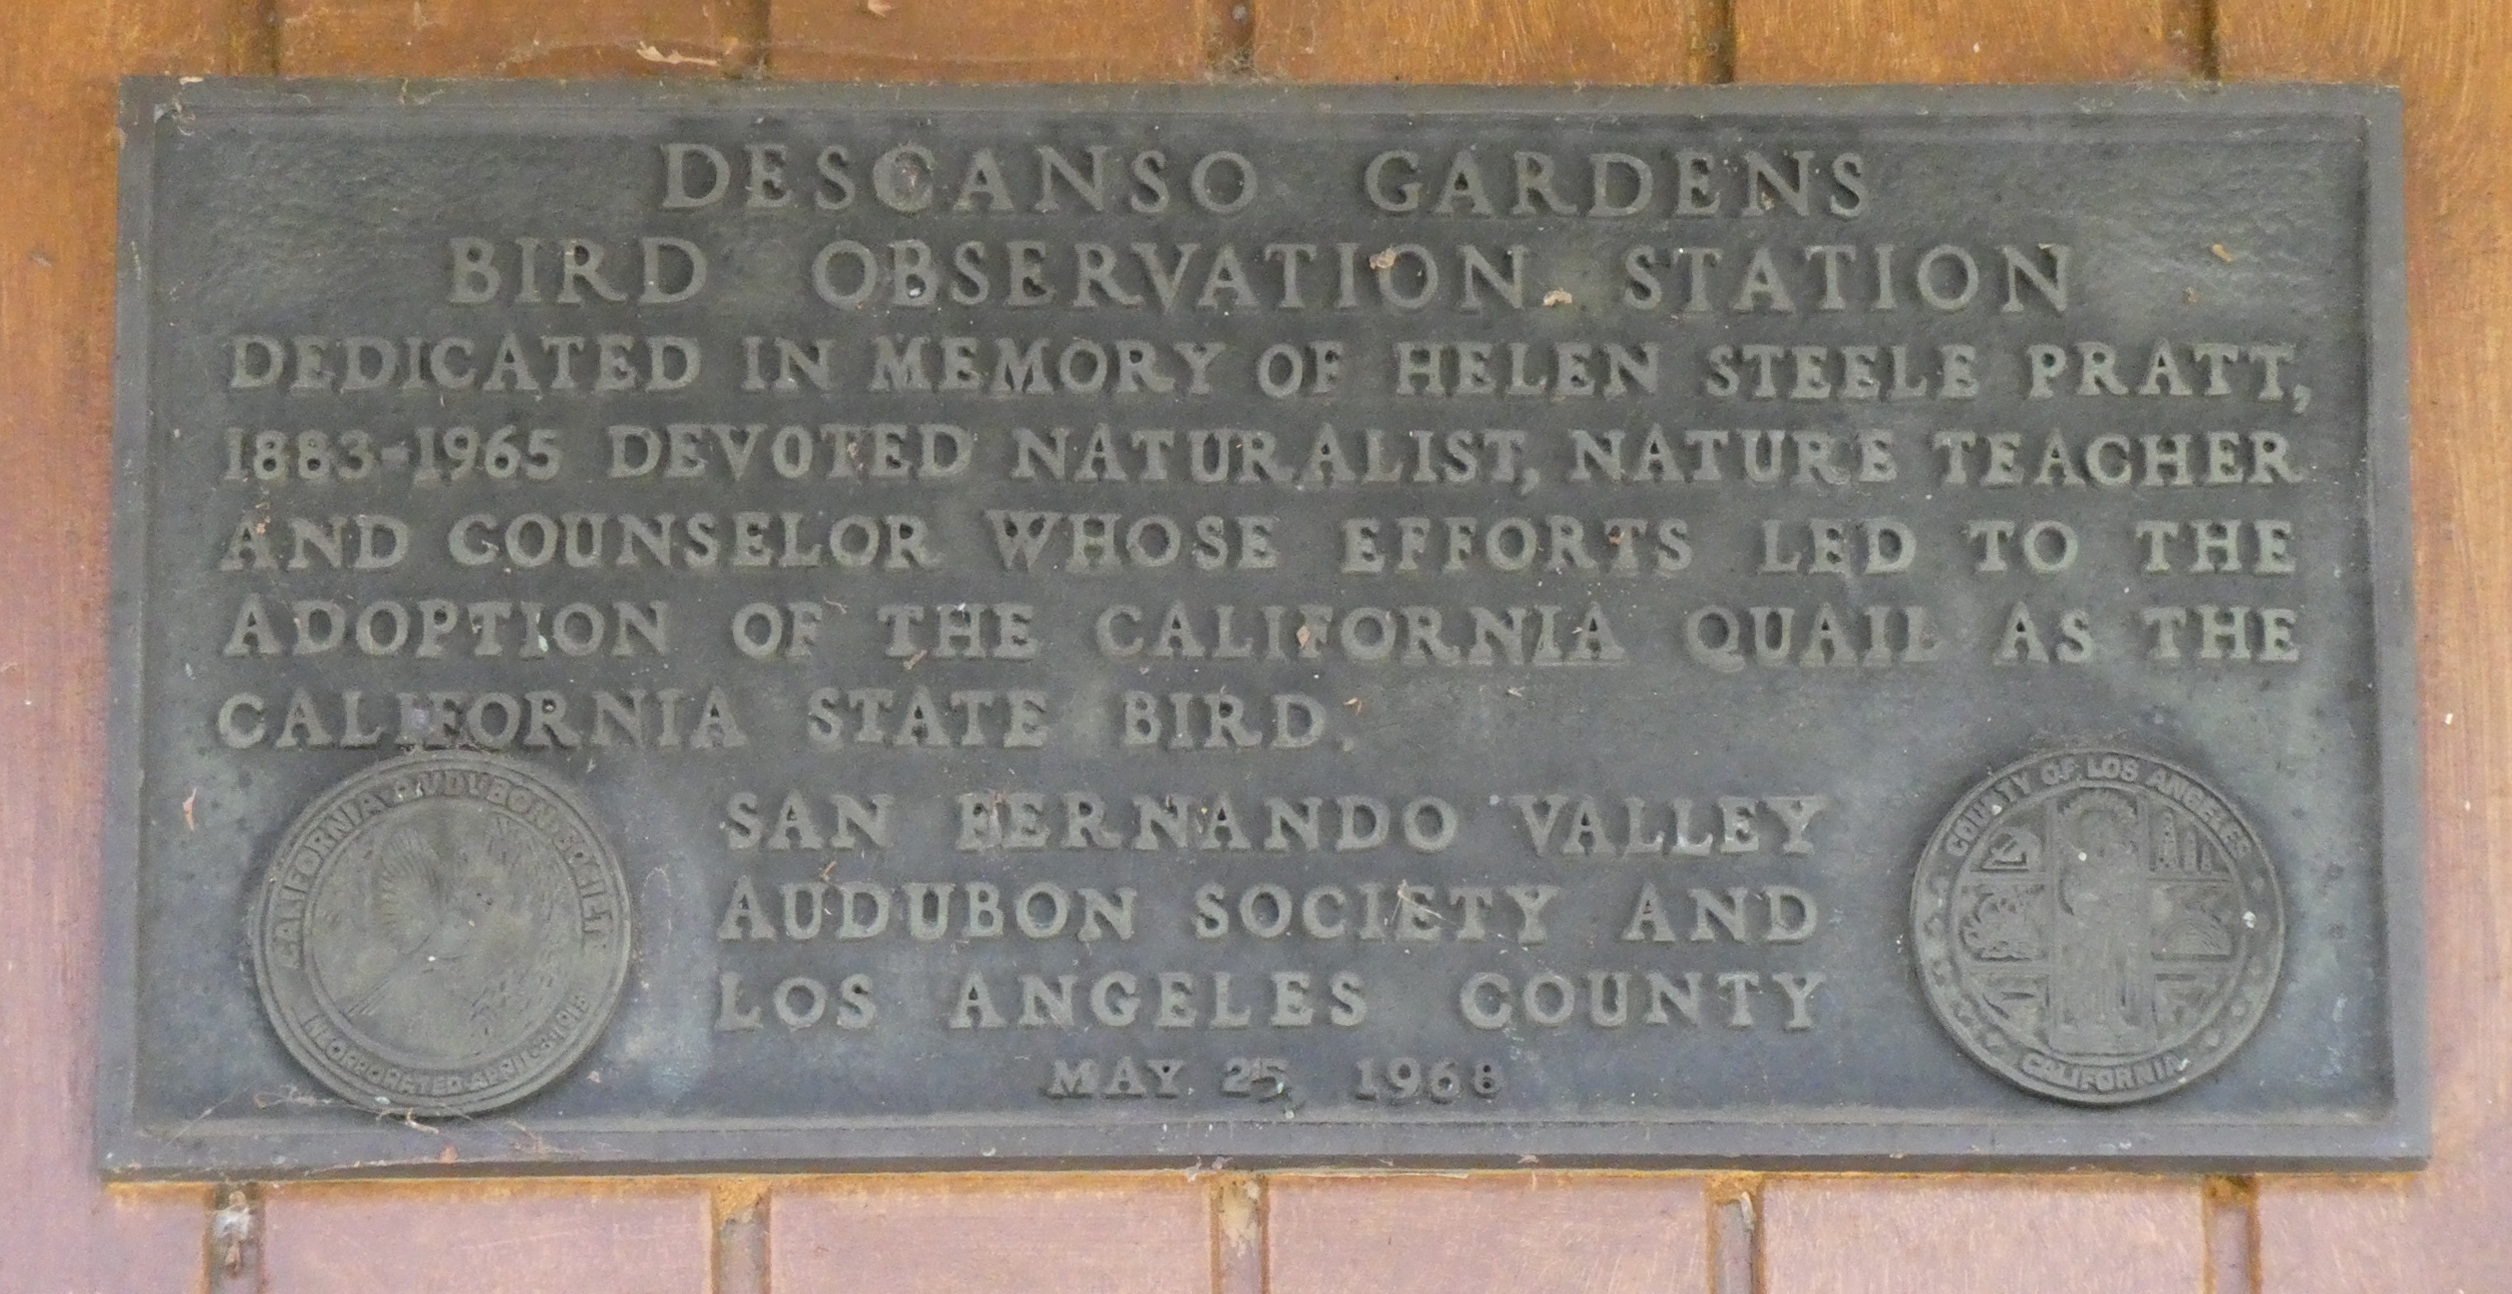 DESCANSO GARDENS
BIRD OBSERVATION STATION
DEDICATED IN MEMORY OF HELEN STEELE PRATT,
1883-1965 DEVOTED NATURALIST, NATURE TEACHER
AND COUNSELOR WHOSE EFFORTS LED TO THE
ADOPTION OF THE CALIFORNIA QUAIL AS THE
CALIFORNIA STATE BIRD.
SAN FERNANDO VALLEY
AUDUBON SOCIETY AND
LOS ANGELES COUNTY
MAY 25, 1968
CALIFORNIA AUDUBON SOCIETY
INCORPORATED APRIL
COUNTY OF LOS ANGELES
CALIFORNIA